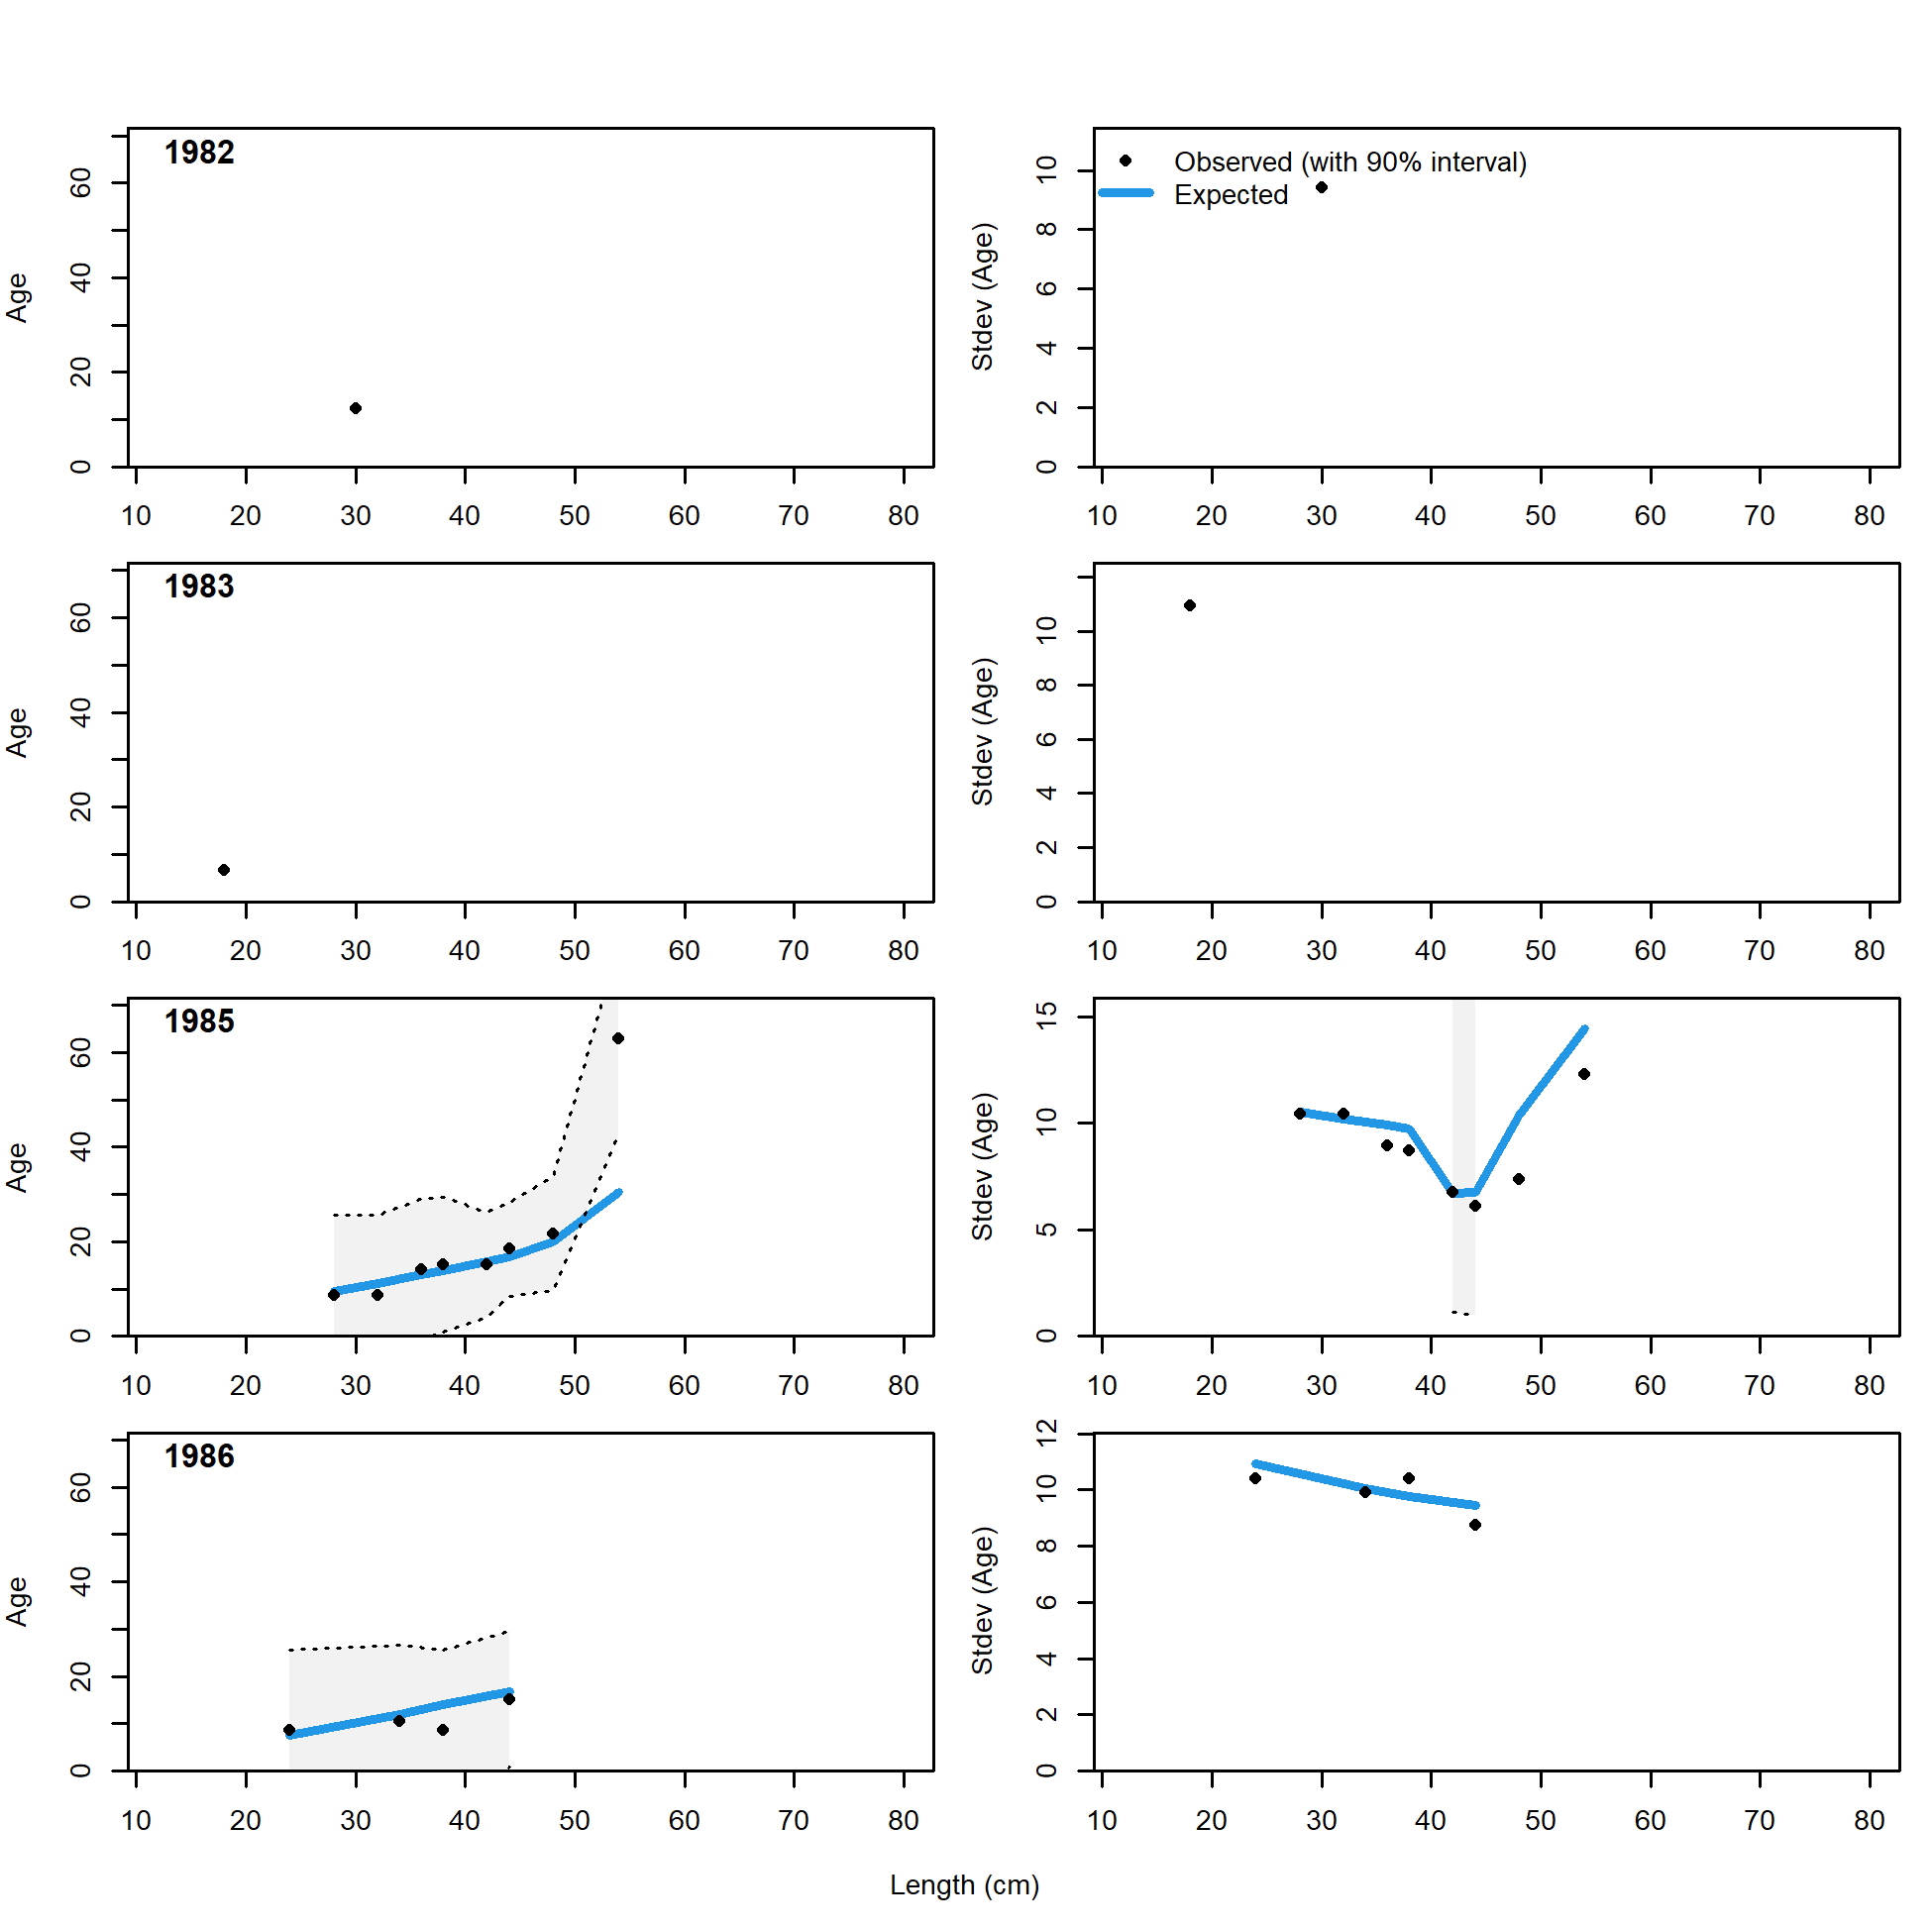 1982
Age
0 20 40 60
10 20 30 40 50 60 70 80
Observed (with 90% interval)
Expected
Stdev (Age)
0 2 4 6 8 10
10 20 30 40 50 60 70 80
1983
Age
0 20 40 60
10 20 30 40 50 60 70 80
Stdev (Age)
0 2 4 6 8 10
10 20 30 40 50 60 70 80
1985
Age
0 20 40 60
10 20 30 40 50 60 70 80
Stdev (Age)
0 5 10 15
10 20 30 40 50 60 70 80
1986
Age
0 20 40 60
10 20 30 40 50 60 70 80
Stdev (Age)
0 2 4 6 8 10 12
10 20 30 40 50 60 70 80
Length (cm)